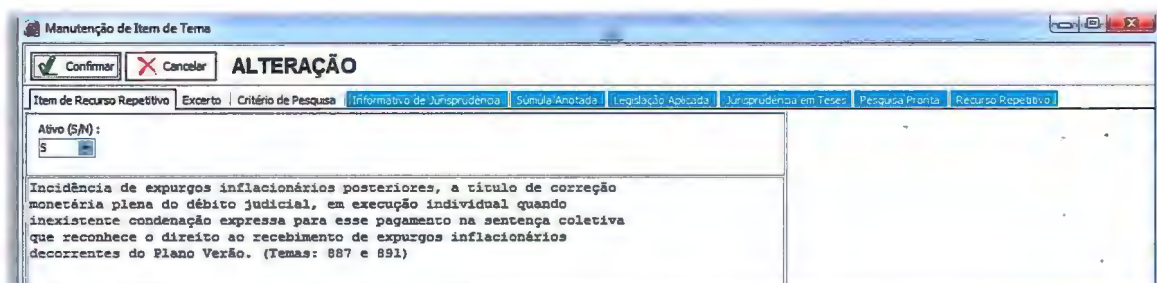 Manutenção de Item de Tema
Confirmar Cancelar ALTERAÇÃO
Item de Recurso Repetitivo Excerto Critério de Pesquisa Informativo de Jurisprudência Súmula Anotada Legislação Aplicada Jurisprudência em Teses Pesquisa Pronta Recurso Repetitivo
Ativo (S/N) :
S
Incidência de expurgos inflacionários posteriores, a título de correção
monetária plena do débito judicial, em execução individual quando
inexistente condenação expressa para esse pagamento na sentença coletiva
que reconhece o direito ao recebimento de expurgos inflacionários
decorrentes do Plano Verão. (Temas: 887 e 891)